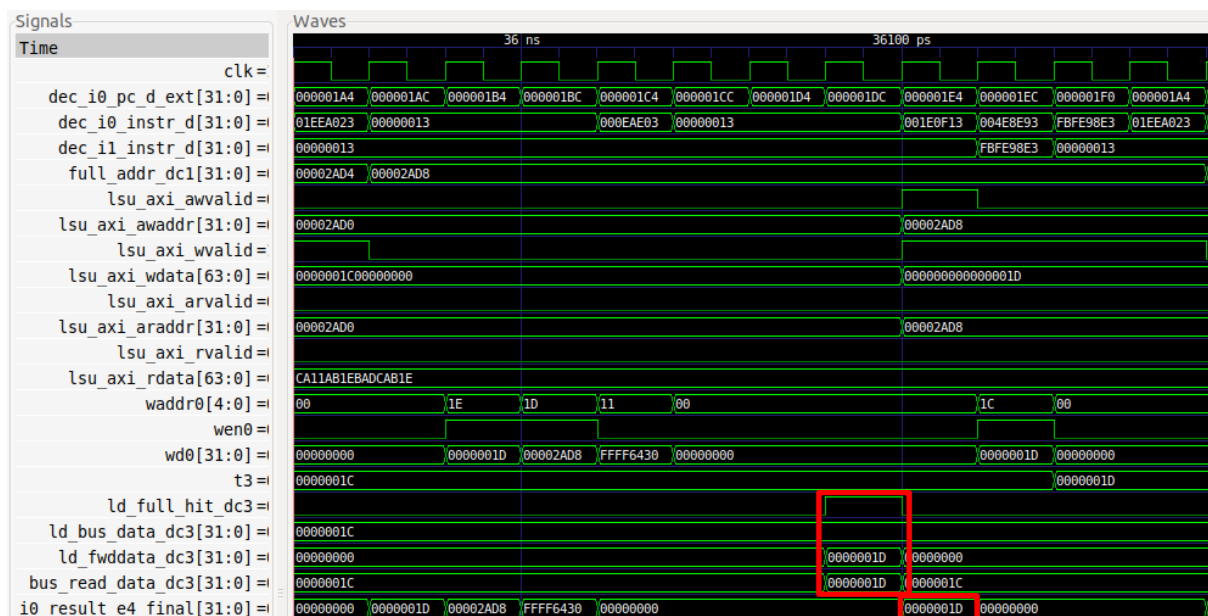 Signals Waves
Time 36 ns 36100 ps
clk=
dec_i0_pc_d_ext[31:0]= 000001A4 000001AC 000001B4 000001BC 000001C4 000001CC 000001D4 000001DC 000001E4 000001EC 000001F0 000001A4
dec_i0_instr_d[31:0]= 01EEA023 00000013 000EAE03 00000013 001E0F13 004E8E93 FBFE98E3 01EEA023
dec_i1_instr_d[31:0]= 00000013 FBFE98E3 00000013
full_addr_dc1[31:0]= 00002AD4 00002AD8
lsu_axi_awvalid=
lsu_axi_awaddr[31:0]= 00002AD0 00002AD8
lsu_axi_wvalid=
lsu_axi_wdata[63:0]= 0000001C00000000 000000000000001D
lsu_axi_arvalid=
lsu_axi_araddr[31:0]= 00002AD0 00002AD8
lsu_axi_rvalid=
lsu_axi_rdata[63:0]= CA11AB1EBADCAB1E
waddr0[4:0]= 00 1E 1D 11 00 1C 00
wen0=
wd0[31:0]= 00000000 0000001D 00002AD8 FFFF6430 00000000 0000001D 00000000
t3= 0000001C 0000001D
ld_full_hit_dc3=
ld_bus_data_dc3[31:0]= 0000001C
ld_fwddata_dc3[31:0]= 00000000 0000001D 00000000
bus_read_data_dc3[31:0]= 0000001C 0000001D 0000001C
i0_result_e4_final[31:0]= 00000000 0000001D 00002AD8 FFFF6430 00000000 0000001D 00000000